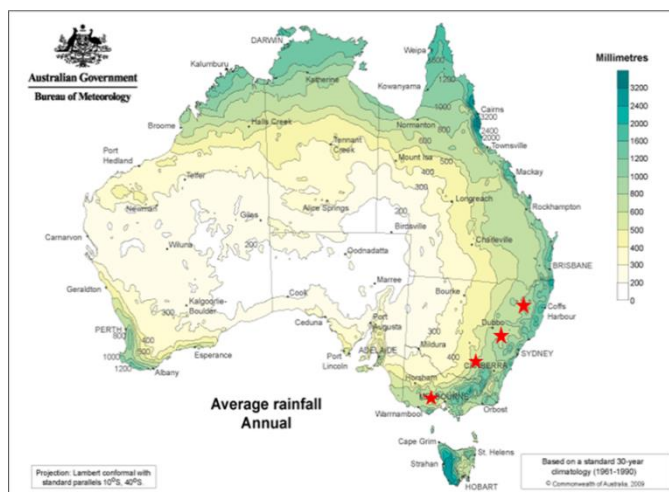 Australian Government
Bureau of Meteorology
DARWIN
Weipa
Kalumburu
Katherine
Kowanyama
Cairns
Normanton
Townsville
Broome
Halls Creek
Tennant
Creek
Mount Isa
Mackay
Port
Hedland
Telfer
Newman
Longreach
Rockhampton
Alice Springs
Giles
Birdsville
Carnarvon
Wiluna
Oodnadatta
Charleville
BRISBANE
Geraldton
Marree
Bourke
Coffs
Harbour
Kalgoorlie-
Boulder
Cook
Ceduna
Port
Augusta
Dubbo
PERTH
Esperance
Port
Lincoln
ADELAIDE
Mildura
SYDNEY
CANBERRA
Albany
Horsham
MELBOURNE
Warrnambool
Orbost
Cape Grim
St. Helens
Strahan
HOBART
Millimetres
3200
2400
2000
1600
1200
1000
800
600
500
400
300
200
0
Average rainfall
Annual
Projection: Lambert conformal with
standard parallels 10°S, 40°S.
Based on a standard 30-year
climatology (1961-1990)
© Commonwealth of Australia, 2009